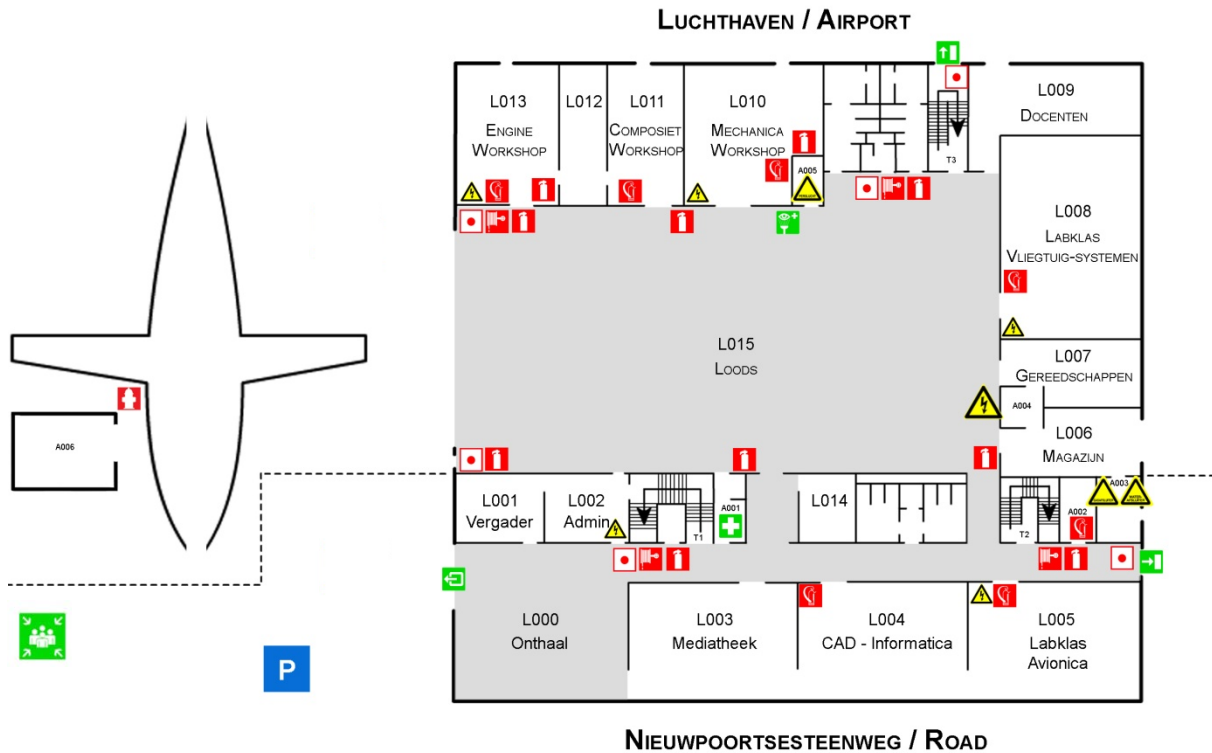 LUCHTHAVEN / AIRPORT
L013
ENGINE
WORKSHOP
L012
L011
COMPOSIET
WORKSHOP
L010
MECHANICA
WORKSHOP
A005
T3
L009
DOCENTEN
L008
LABKLAS
VLIEGTUIG-SYSTEMEN
L015
LOODS
L007
GEREEDSCHAPPEN
A004
L006
MAGAZIJN
A006
L001
Vergader
L002
Admin
T1
A001
L014
T2
A002
A003
L000
Onthaal
L003
Mediatheek
L004
CAD - Informatica
L005
Labklas
Avionica
P
NIEUWPOORTSESTEENWEG / ROAD